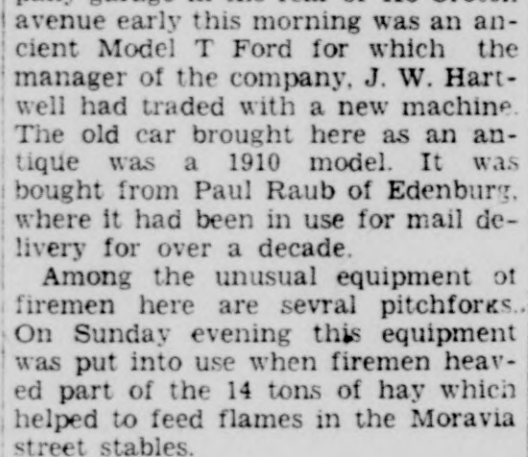 avenue early this morning was an an-
cient Model T Ford for which the
manager of the company, J. W. Hart-
well had traded with a new machine.
The old car brought here as an an-
tique was a 1910 model. It was
bought from Paul Raub of Edenburg,
where it had been in use for mail de-
livery for over a decade.
Among the unusual equipment of
firemen here are sevral pitchforks..
On Sunday evening this equipment
was put into use when firemen heav-
ed part of the 14 tons of hay which
helped to feed flames in the Moravia
street stables.